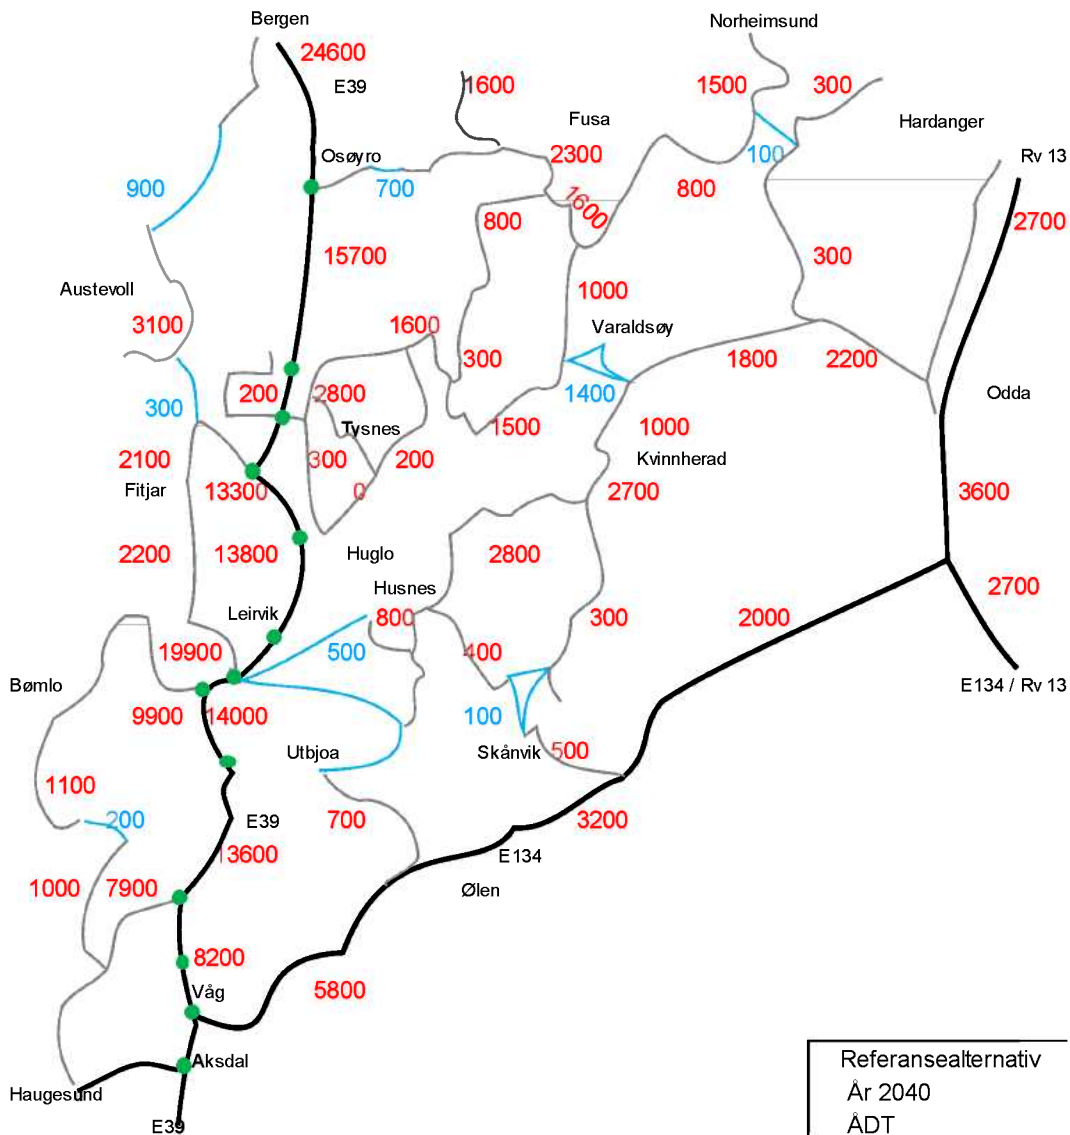 Bergen
Norheimsund
24600
E39
1600
1500
300
Fusa
Hardanger
Osøyro
2300
100
Rv 13
900
700
1600
800
800
2700
15700
300
Austevoll
1000
3100
1600
Varaldsøy
300
1800
2200
200
2800
1400
Odda
300
Tysnes
1500
1000
2100
300
200
Kvinnherad
Fitjar
13300
0
2700
3600
2200
13800
Huglo
2800
Husnes
2700
Leirvik
800
300
2000
19900
500
400
Bømlo
E134 / Rv 13
9900
14000
100
Utbjoa
Skånvik
500
1100
200
E39
700
3200
13600
E134
1000
7900
Ølen
8200
Våg
5800
Aksdal
Referansealternativ
Haugesund
År 2040
E39
ÅDT